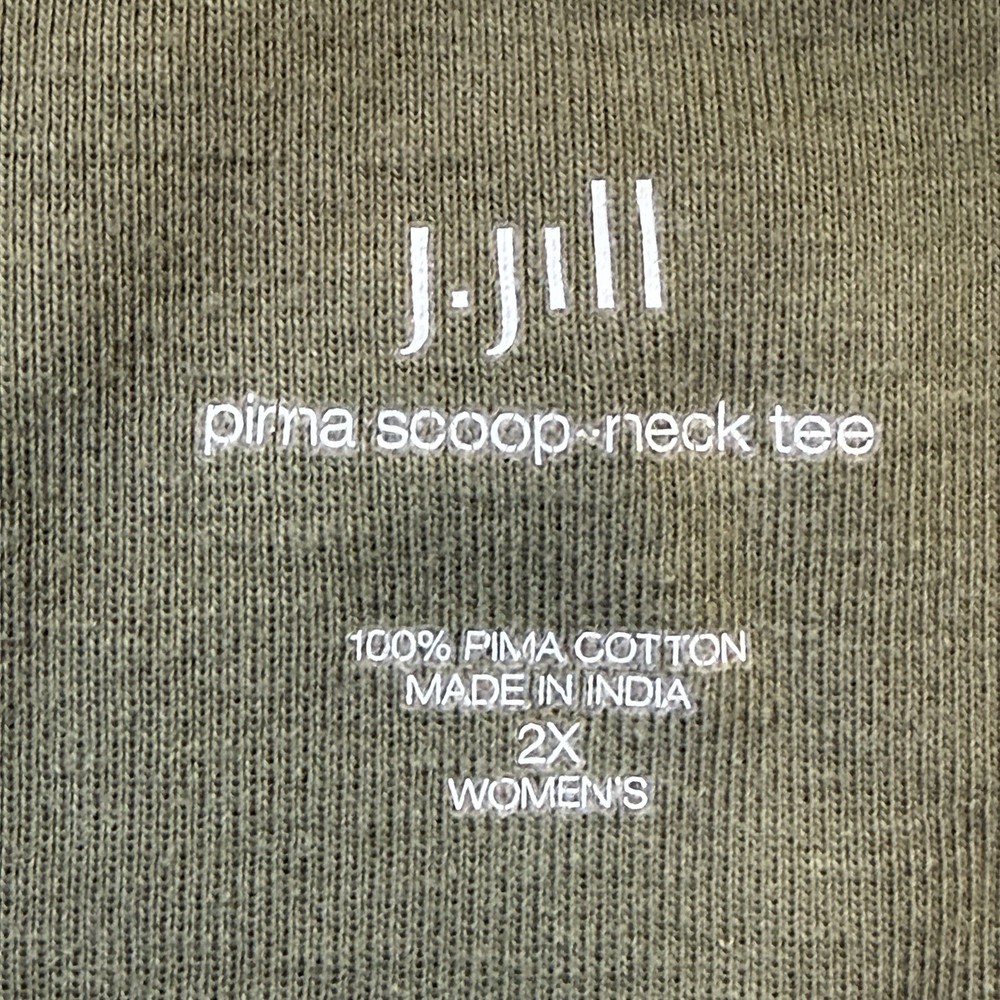 J.Jill
pima scoop-neck tee
100% PIMA COTTON
MADE IN INDIA
2X
WOMEN'S